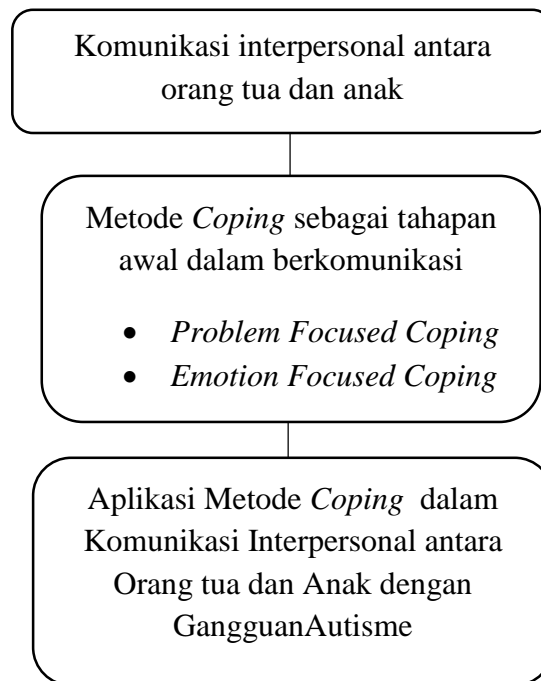 Komunikasi interpersonal antara
orang tua dan anak
Metode Coping sebagai tahapan
awal dalam berkomunikasi
• Problem Focused Coping
• Emotion Focused Coping
Aplikasi Metode Coping dalam
Komunikasi Interpersonal antara
Orang tua dan Anak dengan
GangguanAutisme